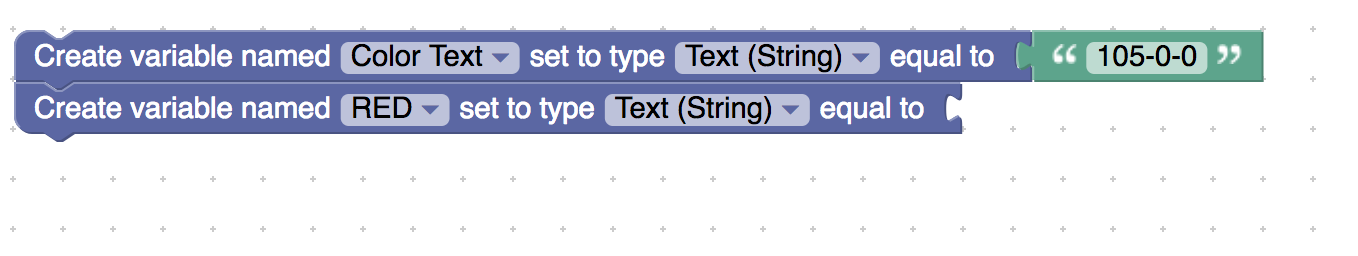 Create variable named Color Text set to type Text (String) equal to “ 105-0-0 ”
Create variable named RED set to type Text (String) equal to